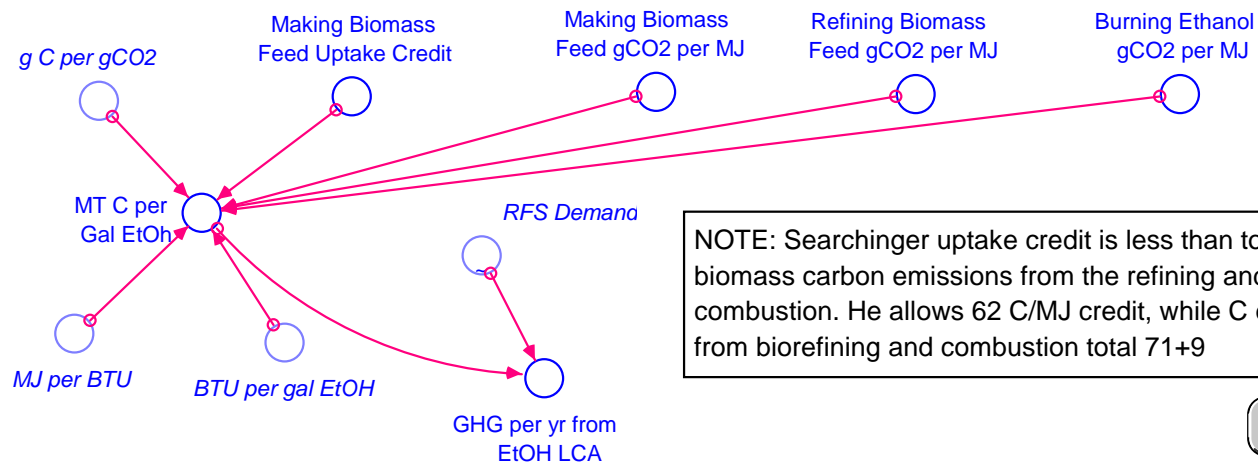 g C per gCO2
Making Biomass
Feed Uptake Credit
Making Biomass
Feed gCO2 per MJ
Refining Biomass
Feed gCO2 per MJ
Burning Ethanol
gCO2 per MJ
MT C per
Gal EtOh
RFS Demand
MJ per BTU
BTU per gal EtOH
GHG per yr from
EtOH LCA
NOTE: Searchinger uptake credit is less than
biomass carbon emissions from the refining
combustion. He allows 62 C/MJ credit, while C
from biorefining and combustion total 71+9